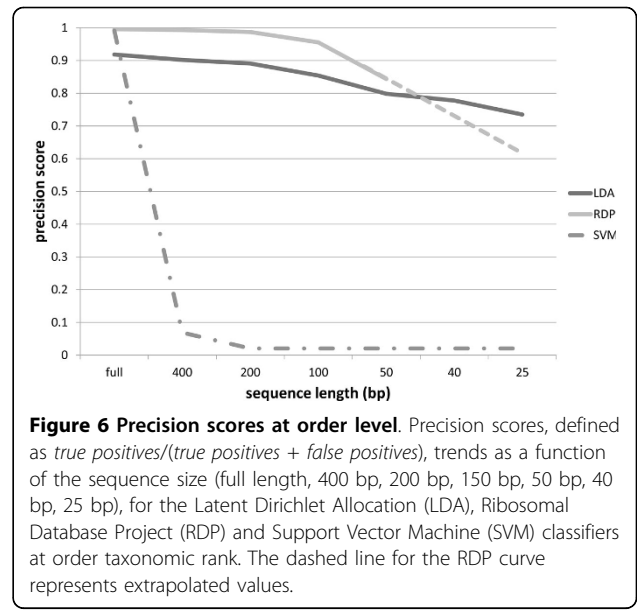 1
0.9
0.8
0.7
0.6
0.5
0.4
0.3
0.2
0.1
0
precision score
full 400 200 100 50 40 25
sequence length (bp)
LDA
RDP
SVM
Figure 6 Precision scores at order level. Precision scores, defined
as true positives/(true positives + false positives), trends as a function
of the sequence size (full length, 400 bp, 200 bp, 150 bp, 50 bp, 40
bp, 25 bp), for the Latent Dirichlet Allocation (LDA), Ribosomal
Database Project (RDP) and Support Vector Machine (SVM) classifiers
at order taxonomic rank. The dashed line for the RDP curve
represents extrapolated values.